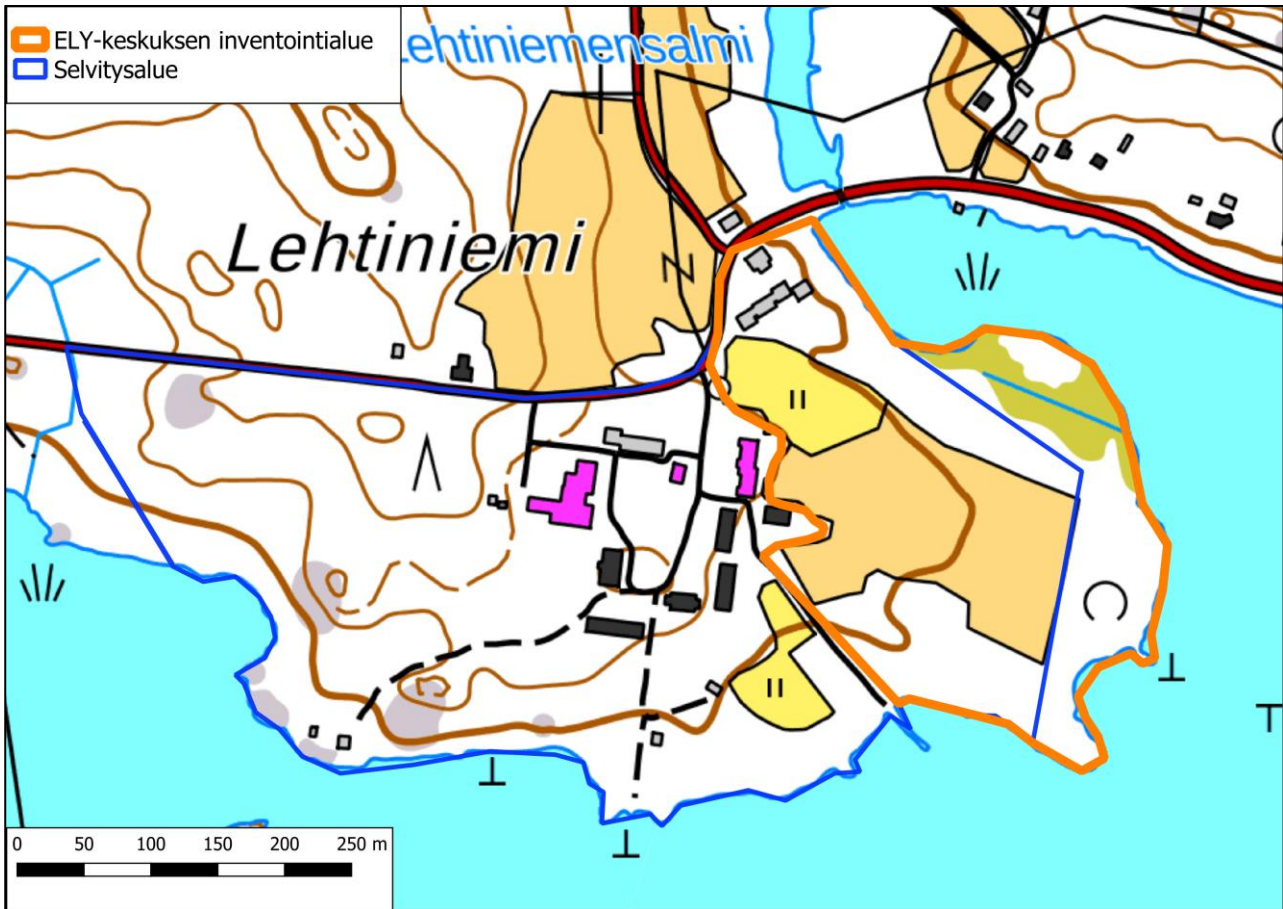 ELY-keskuksen inventointialue
Selvitysalue
Lehtiniemensalmi
Lehtiniemi
0 50 100 150 200 250 m